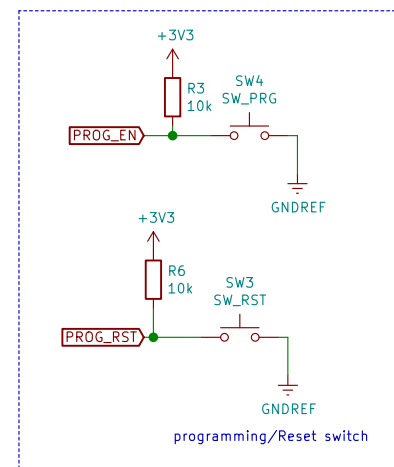 +3V3
R3
10k
SW4
SW_PRG
PROG_EN
GNDREF
+3V3
R6
10k
SW3
SW_RST
PROG_RST
GNDREF
programming/Reset switch